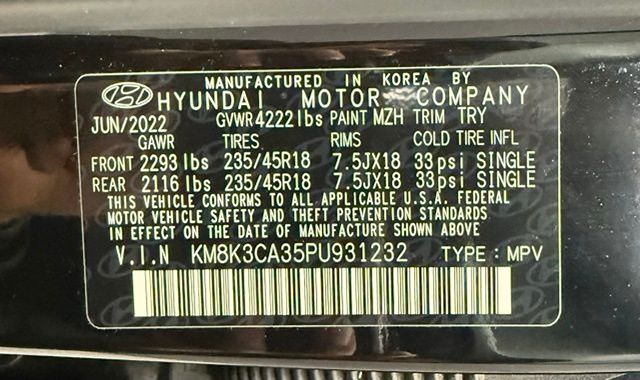 MANUFACTURED IN KOREA BY
HYUNDAI MOTOR COMPANY
JUN/2022 GVWR 4222lbs PAINT MZH TRIM TRY
GAWR TIRES RIMS COLD TIRE INFL
FRONT 2293 lbs 235/45R18 7.5JX18 33psi SINGLE
REAR 2116 lbs 235/45R18 7.5JX18 33psi SINGLE
THIS VEHICLE CONFORMS TO ALL APPLICABLE U.S.A. FEDERAL
MOTOR VEHICLE SAFETY AND THEFT PREVENTION STANDARDS
IN EFFECT ON THE DATE OF MANUFACTURE SHOWN ABOVE
V.I.N KM8K3CA35PU931232 TYPE : MPV